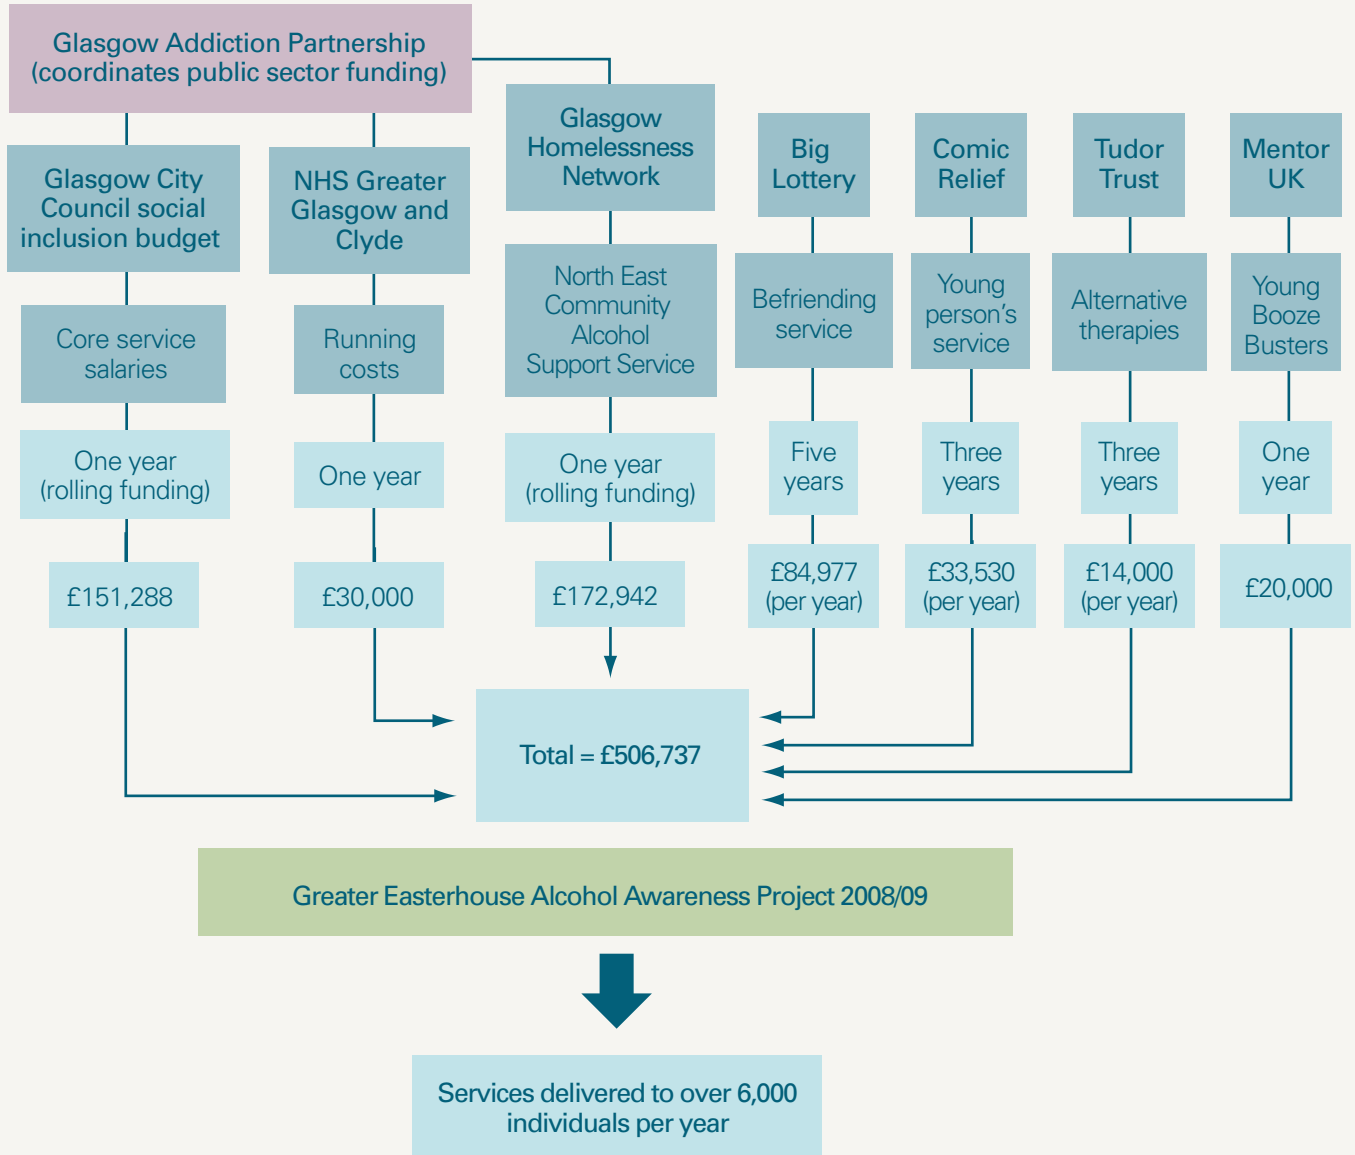 Glasgow Addiction Partnership
(coordinates public sector funding)
Glasgow City
Council social
inclusion budget
Core service
salaries
One year
(rolling funding)
£151,288
NHS Greater
Glasgow and
Clyde
Running
costs
One year
£30,000
Glasgow
Homelessness
Network
North East
Community
Alcohol
Support Service
One year
(rolling funding)
£172,942
Big
Lottery
Befriending
service
Five
years
£84,977
(per year)
Comic
Relief
Young
person’s
service
Three
years
£33,530
(per year)
Tudor
Trust
Alternative
therapies
Three
years
£14,000
(per year)
Mentor
UK
Young
Booze
Busters
One
year
£20,000
Total = £506,737
Greater Easterhouse Alcohol Awareness Project 2008/09
Services delivered to over 6,000
individuals per year